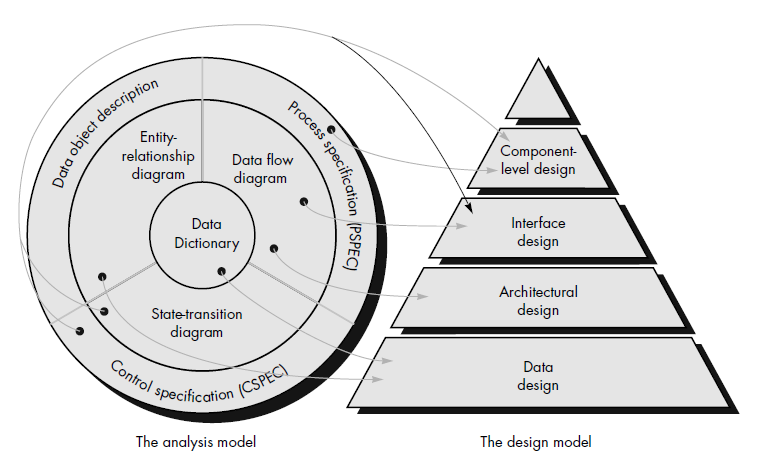 Data object description
Process specification (PSPEC)
Entity-
relationship
diagram
Data flow
diagram
Data
Dictionary
State-transition
diagram
Control specification (CSPEC)
The analysis model
Component-
level design
Interface
design
Architectural
design
Data
design
The design model